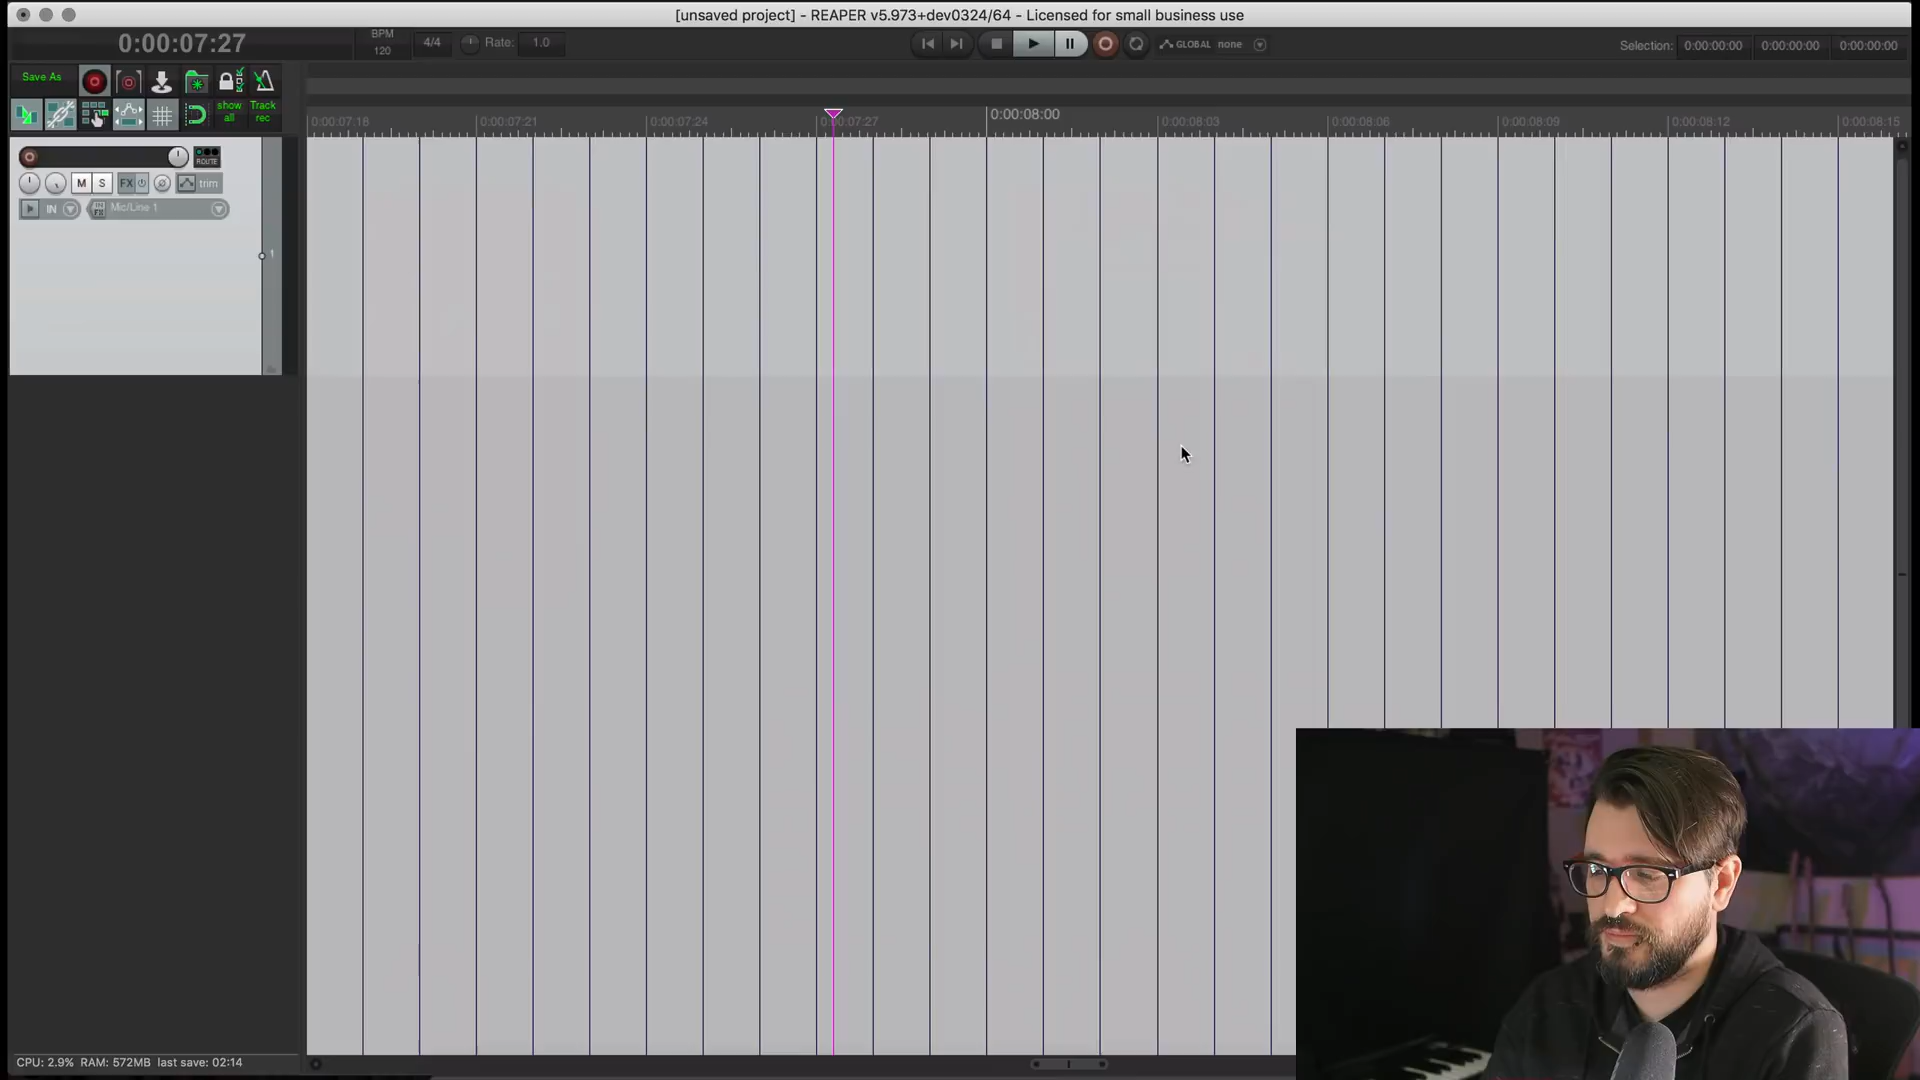 [unsaved project] - REAPER v5.973+dev0324/64 - Licensed for small business use
0:00:07:27
BPM
120
4/4
Rate:
1.0
GLOBAL none
Selection:
0:00:00:00
0:00:00:00
0:00:00:00
Save As
show
all
Track
rec
0:00:07:18
0:00:07:21
0:00:07:24
0:00:07:27
0:00:08:00
0:00:08:03
0:00:08:06
0:00:08:09
0:00:08:12
0:00:08:15
ROUTE
M
S
FX
trim
IN
IN
FX
Mic/Line 1
1
CPU: 2.9% RAM: 572MB last save: 02:14